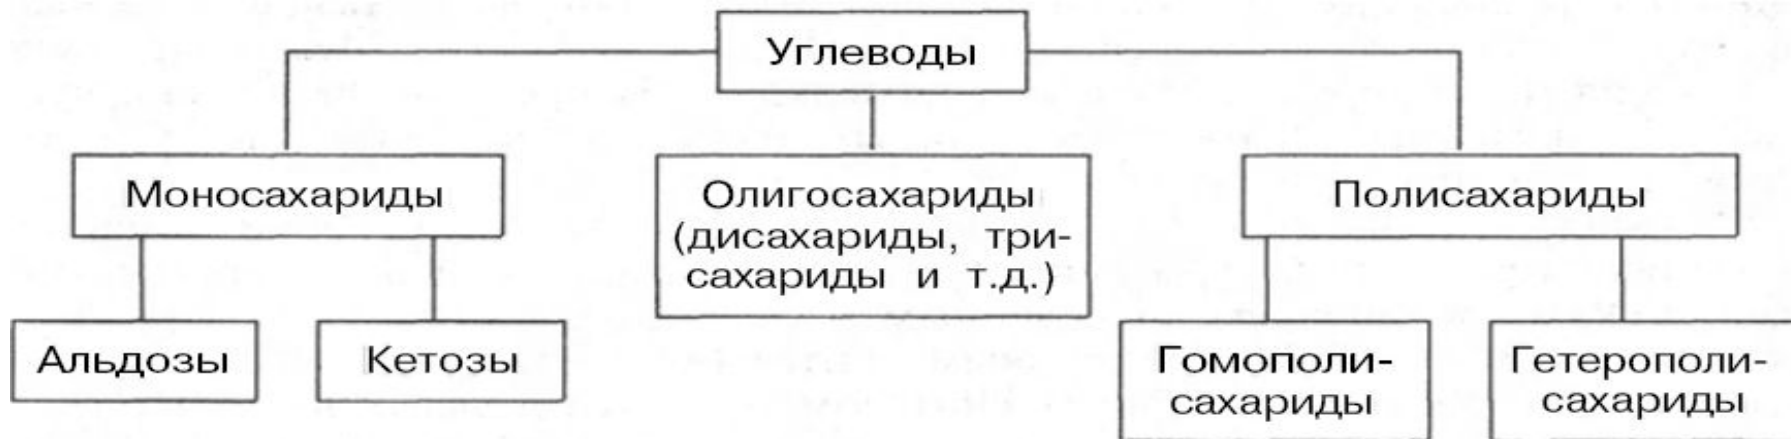 Углеводы
Моносахариды
Олигосахариды
(дисахариды, три-
сахариды и т.д.)
Полисахариды
Альдозы
Кетозы
Гомополи-
сахариды
Гетерополи-
сахариды